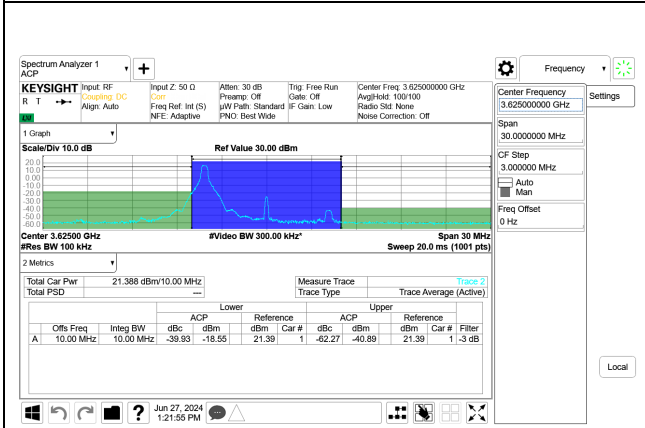 Spectrum Analyzer 1
ACP
Frequency
KEYSIGHT
R T
LM
Input: RF
Coupling: DC
Align: Auto
Input Z: 50 Ω
Corr
Freq Ref: Int (S)
NFE: Adaptive
Atten: 30 dB
Preamp: Off
µW Path: Standard
PNO: Best Wide
Trig: Free Run
Gate: Off
IF Gain: Low
Center Freq: 3.625000000 GHz
Avg|Hold: 100/100
Radio Std: None
Noise Correction: Off
Center Frequency
3.625000000 GHz
Settings
Span
30.0000000 MHz
CF Step
3.000000 MHz
Auto
Man
Freq Offset
0 Hz
Local
1 Graph
Scale/Div 10.0 dB
Ref Value 30.00 dBm
20.0
10.0
0.00
-10.0
-20.0
-30.0
-40.0
-50.0
-60.0
Center 3.62500 GHz
#Video BW 300.00 kHz*
Span 30 MHz
#Res BW 100 kHz
Sweep 20.0 ms (1001 pts)
2 Metrics
Total Car Pwr 21.388 dBm/10.00 MHz
Total PSD ---
Measure Trace Trace 2
Trace Type Trace Average (Active)
Lower Upper
ACP Reference ACP Reference
Offs Freq Integ BW dBc dBm dBm Car # dBc dBm dBm Car # Filter
A 10.00 MHz 10.00 MHz -39.93 -18.55 21.39 1 -62.27 -40.89 21.39 1 -3 dB
?
Jun 27, 2024
1:21:55 PM